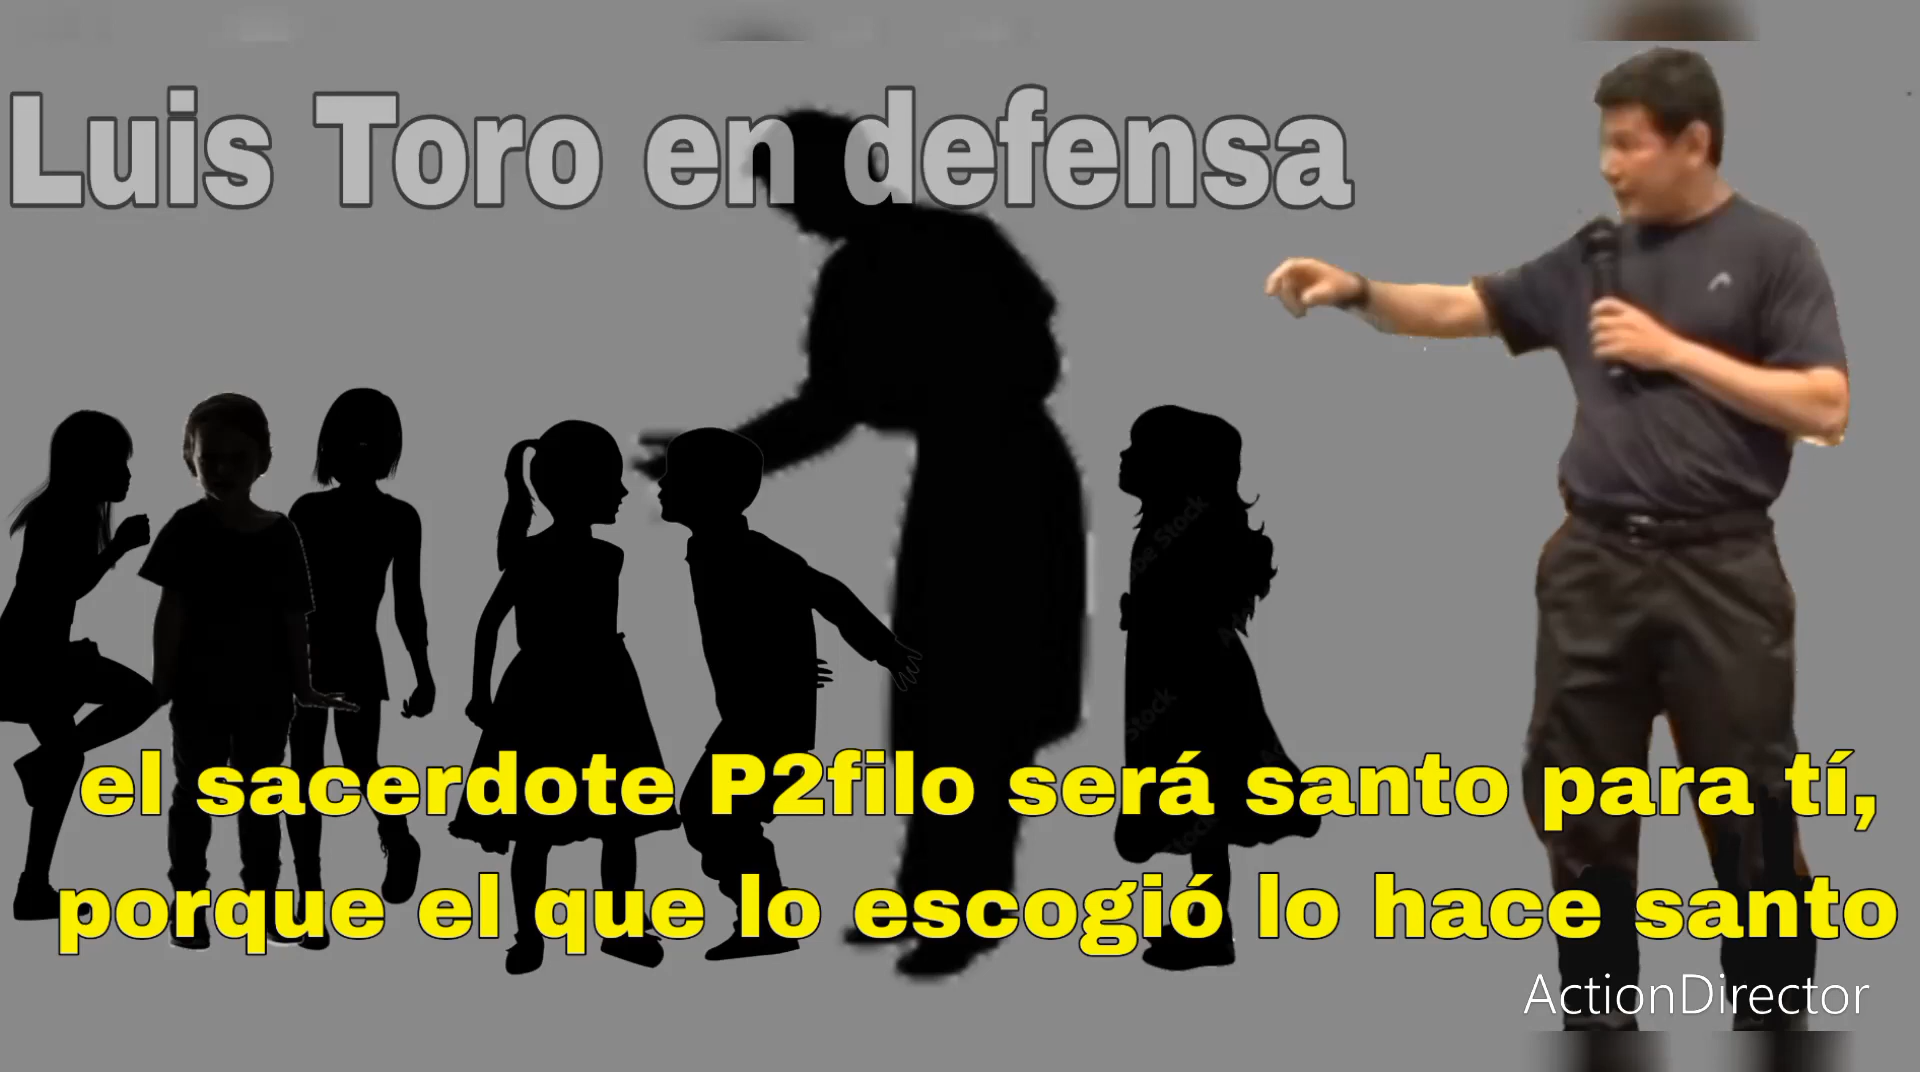 Luis Toro en defensa
el sacerdote P2filo será santo para tí,
porque el que lo escogió lo hace santo
ActionDirector